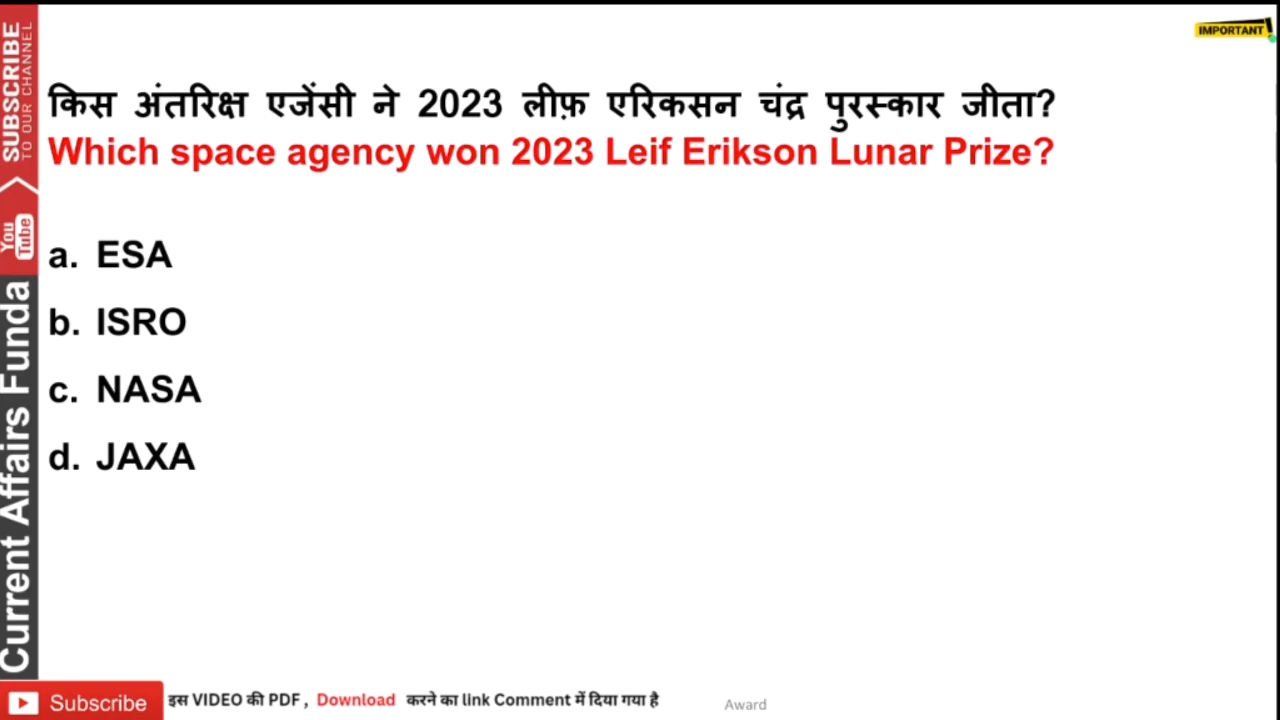 IMPORTANT!
किस अंतरिक्ष एजेंसी ने 2023 लीफ़ एरिकसन चंद्र पुरस्कार जीता?
Which space agency won 2023 Leif Erikson Lunar Prize?
a. ESA
b. ISRO
c. NASA
d. JAXA
SUBSCRIBE
TO OUR CHANNEL
You
Tube
Current Affairs Funda
Subscribe
इस VIDEO की PDF , Download करने का link Comment में दिया गया है
Award